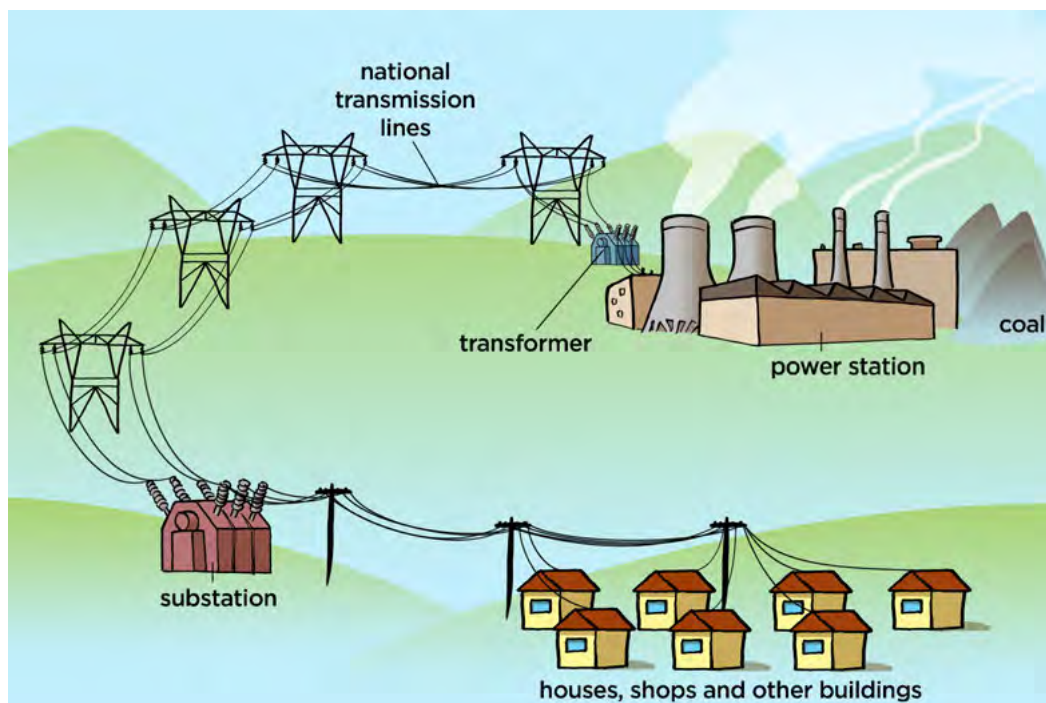 national
transmission
lines
transformer
coal
power station
substation
houses, shops and other buildings